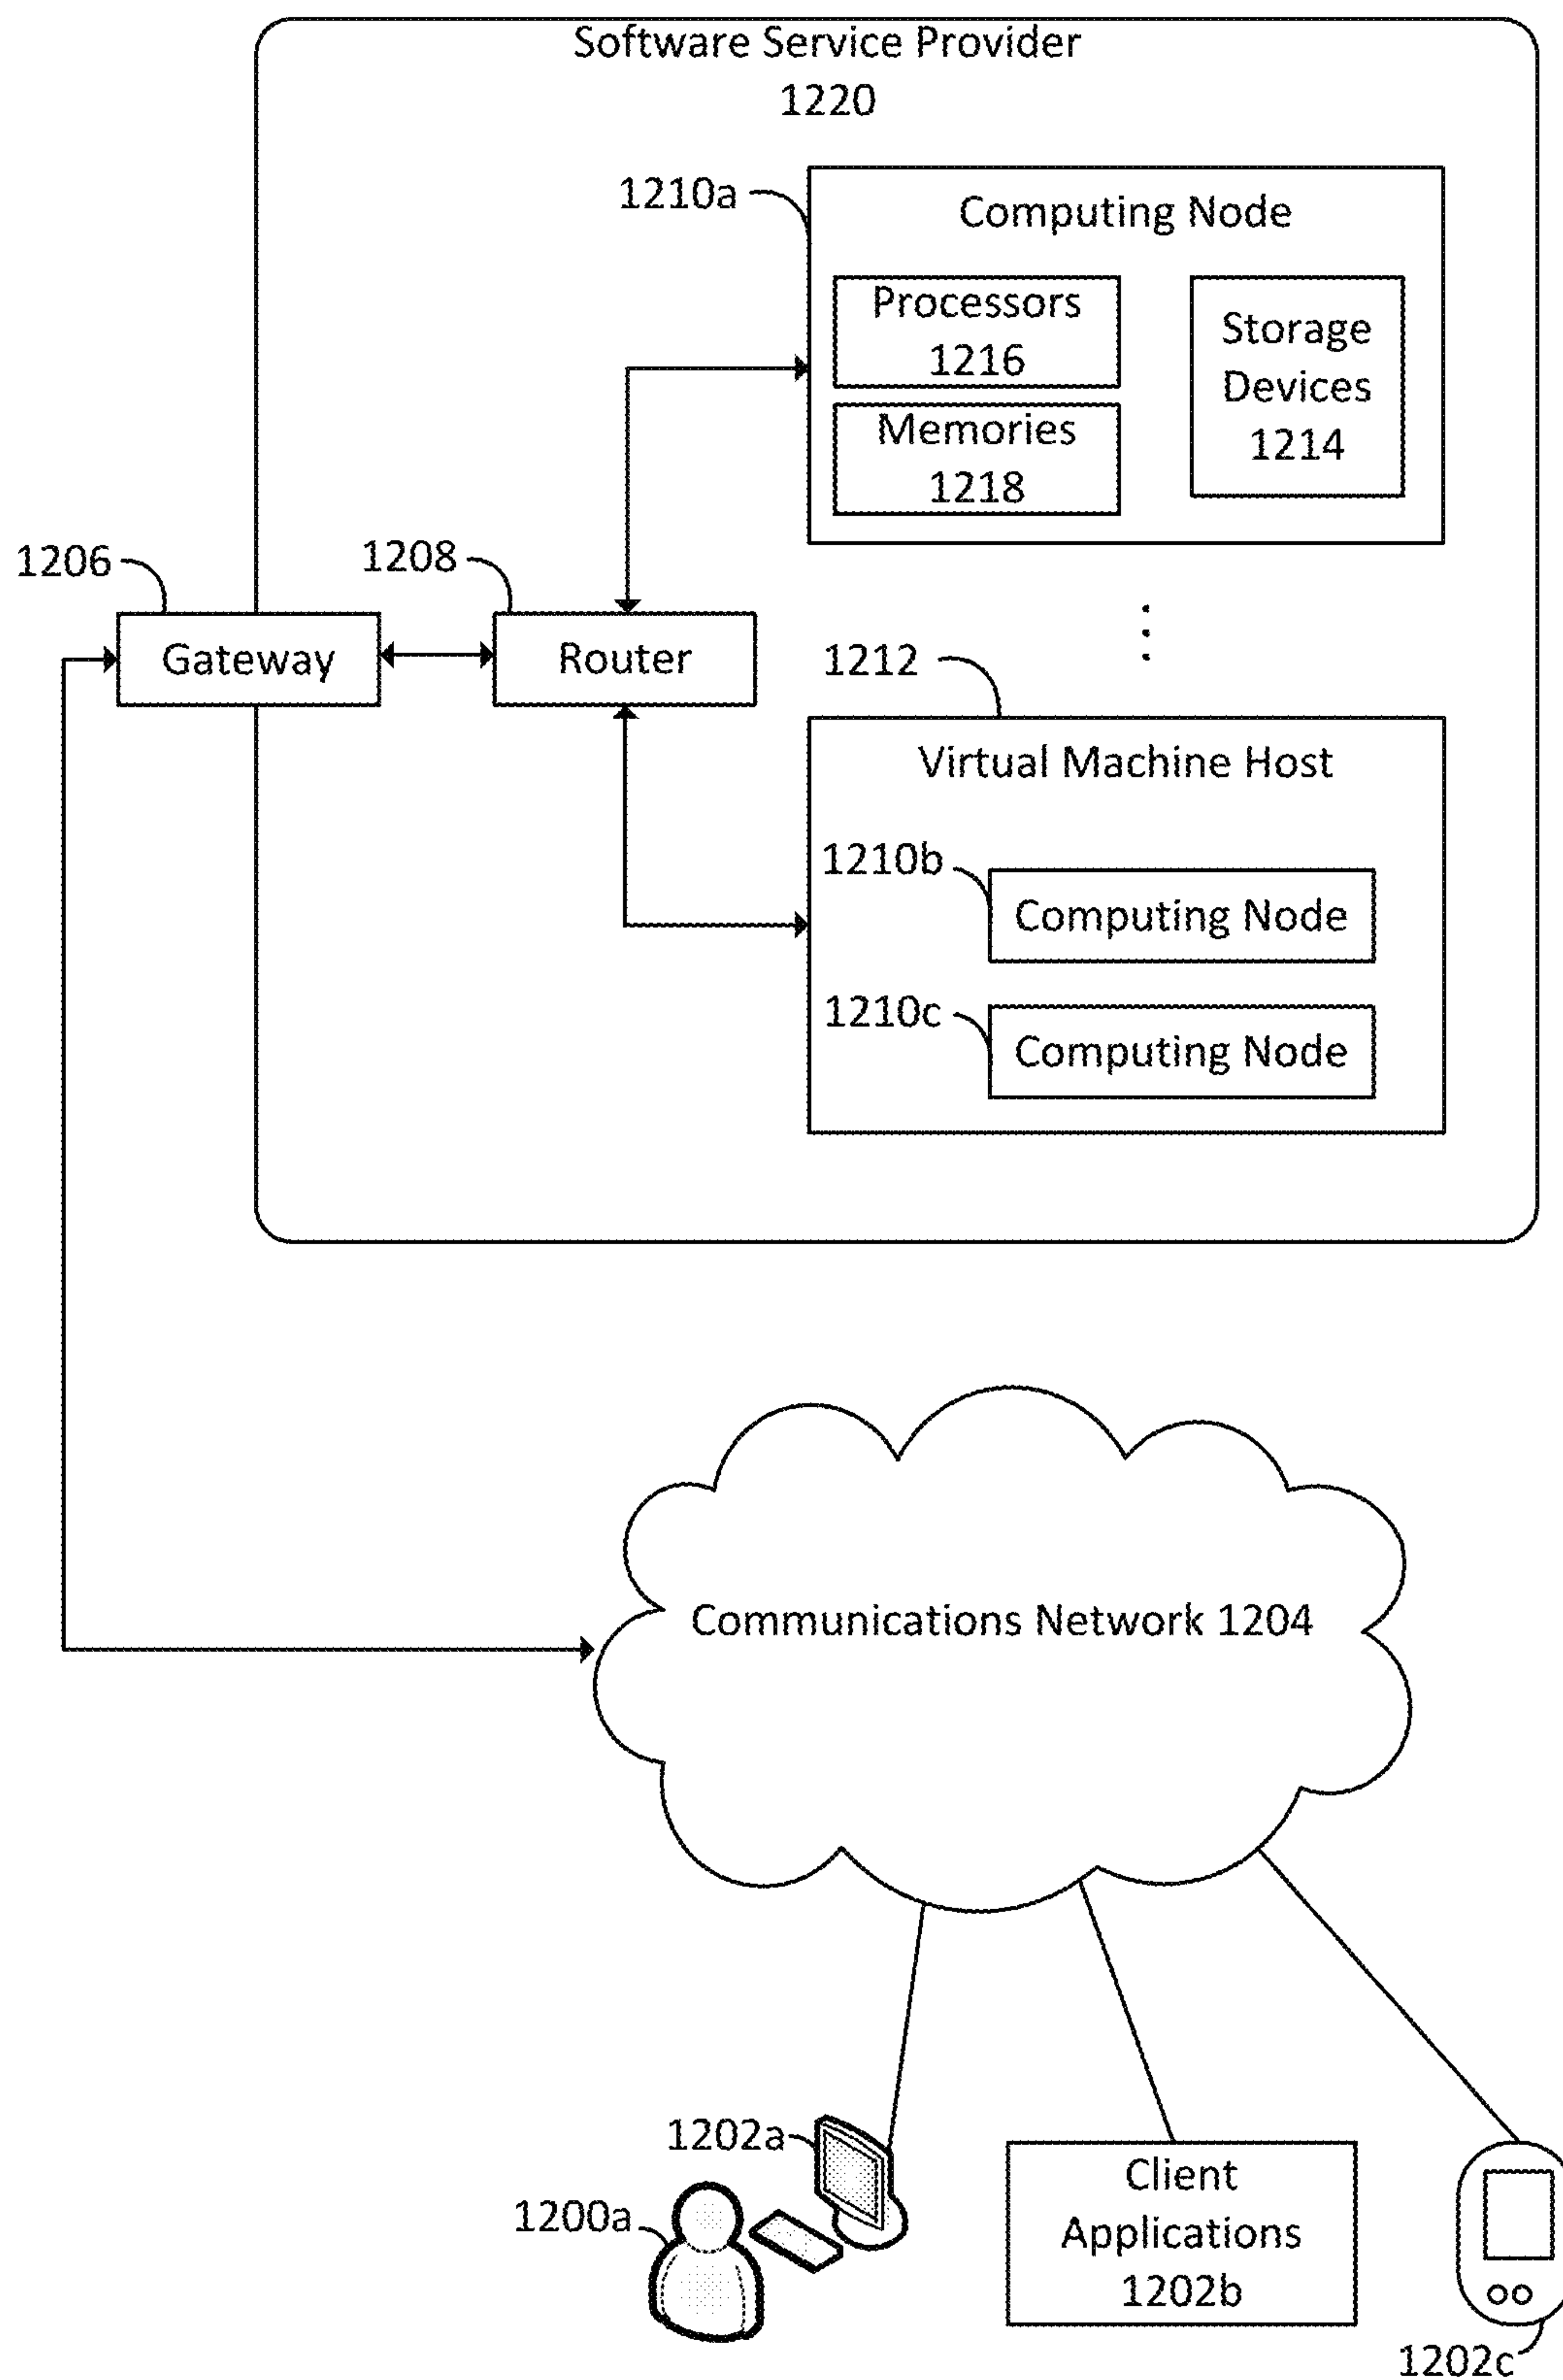 Software Service Provider
1220
1210a
Computing Node
Processors
1216
Storage
Devices
1214
Memories
1218
1206
1208
Gateway
Router
1212
Virtual Machine Host
1210b
Computing Node
1210c
Computing Node
Communications Network 1204
1202a
1200a
Client
Applications
1202b
1202c